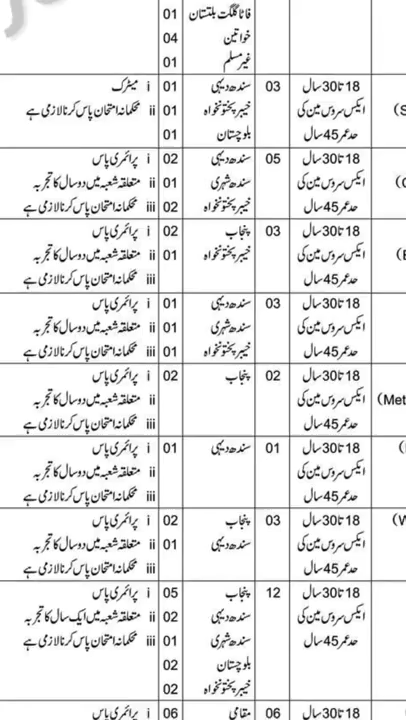 فاٹا گلگت بلتستان 01
خواتین 04
غیر مسلم 01
18 تا 30 سال 03 سندھ دیہی 01 i میٹرک
ایکس سروس مین کی خیبر پختونخواہ 01 ii محکمانہ امتحان پاس کرنا لازمی ہے
حد عمر 45 سال بلوچستان 01
18 تا 30 سال 05 سندھ دیہی 02 i پرائمری پاس
ایکس سروس مین کی سندھ شہری 01 ii متعلقہ شعبہ میں دو سال کا تجربہ
حد عمر 45 سال خیبر پختونخواہ 02 iii محکمانہ امتحان پاس کرنا لازمی ہے
18 تا 30 سال 03 پنجاب 02 i پرائمری پاس
ایکس سروس مین کی خیبر پختونخواہ 01 ii متعلقہ شعبہ میں دو سال کا تجربہ
حد عمر 45 سال iii محکمانہ امتحان پاس کرنا لازمی ہے
18 تا 30 سال 03 سندھ دیہی 01 i پرائمری پاس
ایکس سروس مین کی سندھ شہری 01 ii متعلقہ شعبہ میں دو سال کا تجربہ
حد عمر 45 سال خیبر پختونخواہ 01 iii محکمانہ امتحان پاس کرنا لازمی ہے
(Met 18 تا 30 سال 02 پنجاب 02 i پرائمری پاس
ایکس سروس مین کی ii متعلقہ شعبہ میں دو سال کا تجربہ
حد عمر 45 سال iii محکمانہ امتحان پاس کرنا لازمی ہے
18 تا 30 سال 01 سندھ دیہی 01 i پرائمری پاس
ایکس سروس مین کی ii متعلقہ شعبہ میں دو سال کا تجربہ
حد عمر 45 سال iii محکمانہ امتحان پاس کرنا لازمی ہے
18 تا 30 سال 03 پنجاب 02 i پرائمری پاس
ایکس سروس مین کی سندھ دیہی 01 ii متعلقہ شعبہ میں دو سال کا تجربہ
حد عمر 45 سال iii محکمانہ امتحان پاس کرنا لازمی ہے
18 تا 30 سال 12 پنجاب 05 i پرائمری پاس
ایکس سروس مین کی سندھ دیہی 02 ii متعلقہ شعبہ میں ایک سال کا تجربہ
حد عمر 45 سال سندھ شہری 01 iii محکمانہ امتحان پاس کرنا لازمی ہے
بلوچستان 02
خیبر پختونخواہ 02
18 تا 30 سال 06 مقامی 06 i پرائمری پاس